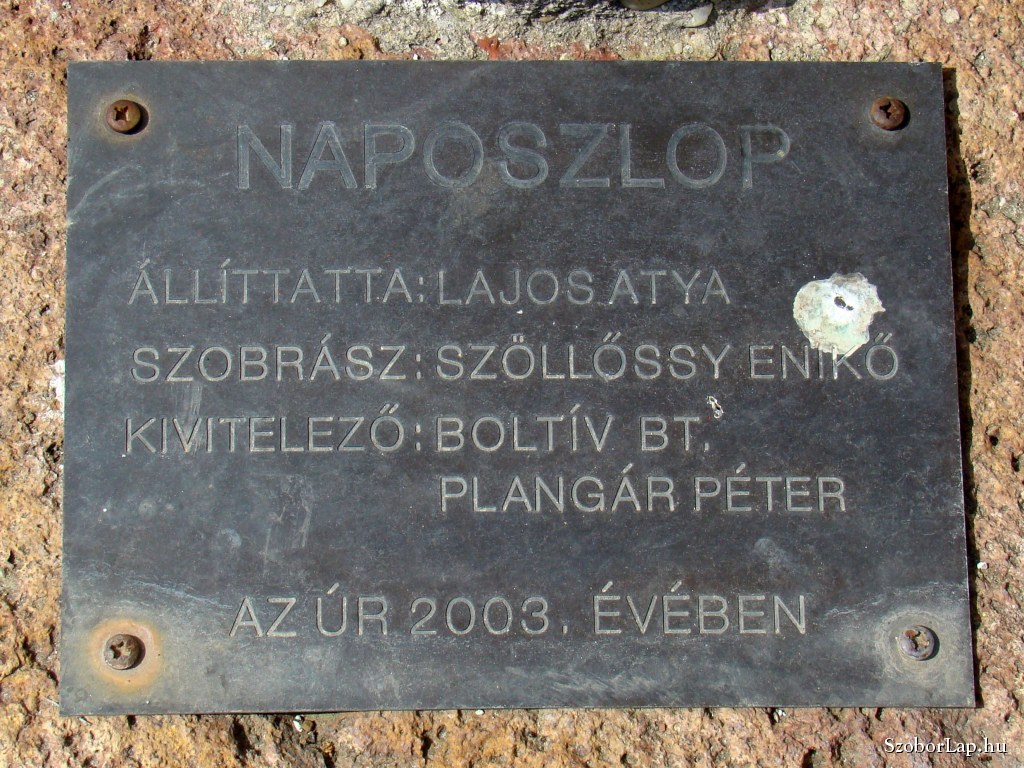 NAPOSZLOP
ÁLLÍTTATTA: LAJOS ATYA
SZOBRÁSZ: SZÖLLŐSSY ENIKŐ
KIVITELEZŐ: BOLTÍV BT.
PLANGÁR PÉTER
AZ ÚR 2003. ÉVÉBEN
SzoborLap.hu